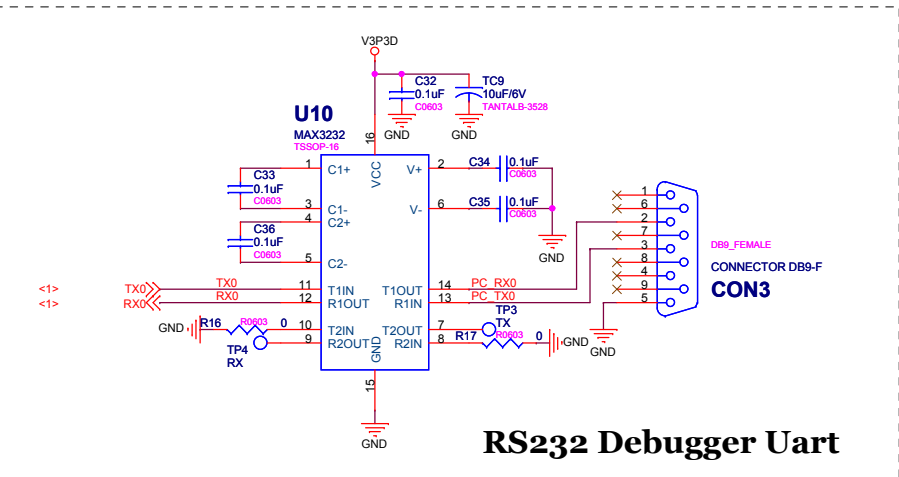 V3P3D
C32
0.1uF
C0603
TC9
10uF/6V
TANTALB-3528
GND
GND
U10
MAX3232
TSSOP-16
16
VCC
1
C1+
C33
0.1uF
C0603
3
C1-
4
C2+
C36
0.1uF
C0603
5
C2-
V+
2
C34
0.1uF
C0603
V-
6
C35
0.1uF
C0603
GND
<1>
TX0
TX0
11
T1IN
<1>
RX0
RX0
12
R1OUT
T1OUT
14
PC_RX0
R1IN
13
PC_TX0
GND
R16
R0603
0
10
T2IN
TP4
RX
9
R2OUT
T2OUT
7
TP3
TX
R2IN
8
R17
R0603
0
GND
GND
15
GND
1
6
2
7
3
8
4
9
5
GND
DB9_FEMALE
CONNECTOR DB9-F
CON3
RS232 Debugger Uart